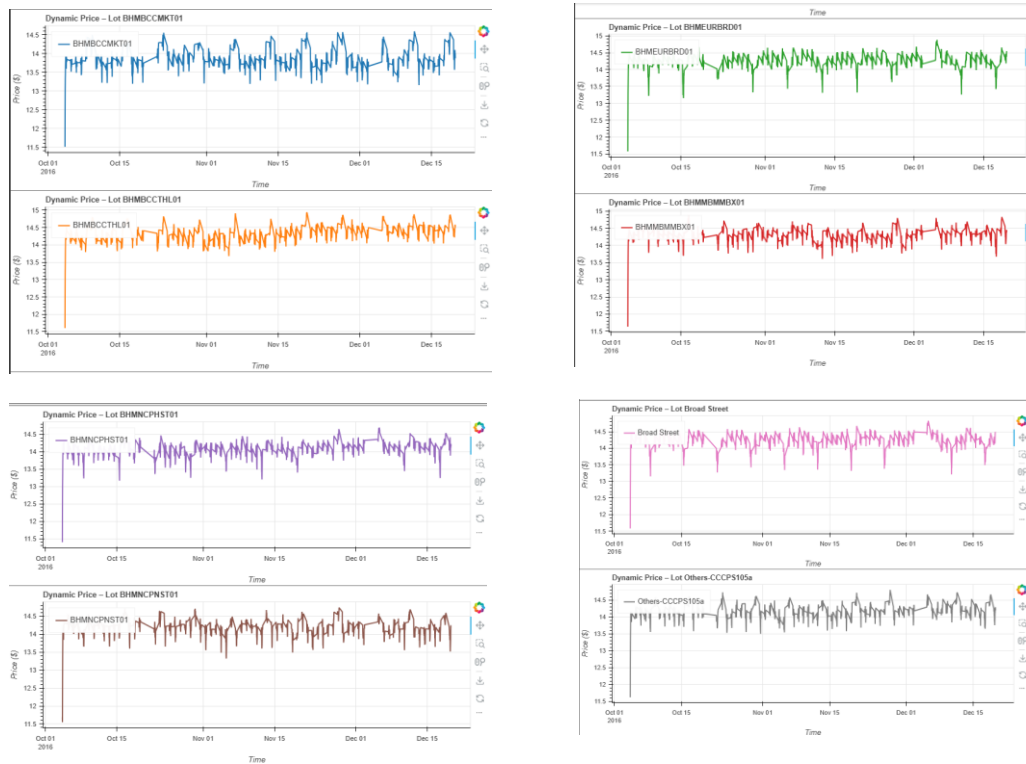 Dynamic Price – Lot BHMBCCMKT01
BHMBCCMKT01
Price ($)
14.5
14
13.5
13
12.5
12
11.5
Oct 01
2016
Oct 15
Nov 01
Nov 15
Dec 01
Dec 15
Time
Dynamic Price – Lot BHMBCCTHL01
BHMBCCTHL01
Price ($)
15
14.5
14
13.5
13
12.5
12
11.5
Oct 01
2016
Oct 15
Nov 01
Nov 15
Dec 01
Dec 15
Time
Time
Dynamic Price – Lot BHMEURBRD01
BHMEURBRD01
Price ($)
15
14.5
14
13.5
13
12.5
12
11.5
Oct 01
2016
Oct 15
Nov 01
Nov 15
Dec 01
Dec 15
Time
Dynamic Price – Lot BHMMBMMBX01
BHMMBMMBX01
Price ($)
15
14.5
14
13.5
13
12.5
12
11.5
Oct 01
2016
Oct 15
Nov 01
Nov 15
Dec 01
Dec 15
Time
Dynamic Price – Lot BHMNCPHST01
BHMNCPHST01
Price ($)
14.5
14
13.5
13
12.5
12
11.5
Oct 01
2016
Oct 15
Nov 01
Nov 15
Dec 01
Dec 15
Time
Dynamic Price – Lot BHMNCPNST01
BHMNCPNST01
Price ($)
14.5
14
13.5
13
12.5
12
11.5
Oct 01
2016
Oct 15
Nov 01
Nov 15
Dec 01
Dec 15
Time
Dynamic Price – Lot Broad Street
Broad Street
Price ($)
14.5
14
13.5
13
12.5
12
11.5
Oct 01
2016
Oct 15
Nov 01
Nov 15
Dec 01
Dec 15
Time
Dynamic Price – Lot Others-CCCPS105a
Others-CCCPS105a
Price ($)
14.5
14
13.5
13
12.5
12
11.5
Oct 01
2016
Oct 15
Nov 01
Nov 15
Dec 01
Dec 15
Time